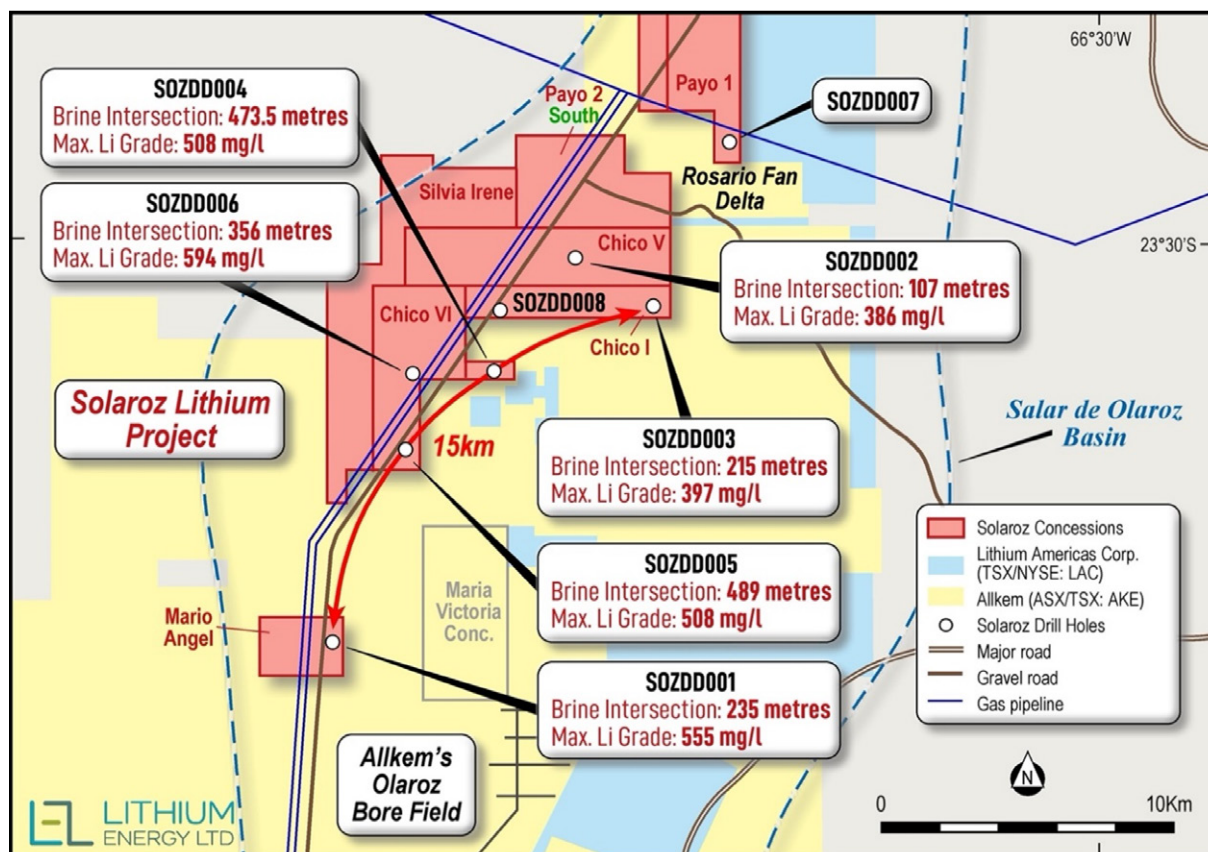 66°30'W
SOZDD004
Brine Intersection: 473.5 metres
Max. Li Grade: 508 mg/l
Payo 1
Payo 2
South
SOZDD007
SOZDD006
Brine Intersection: 356 metres
Max. Li Grade: 594 mg/l
Silvia Irene
Rosario Fan
Delta
Chico V
23°30'S
SOZDD002
Brine Intersection: 107 metres
Max. Li Grade: 386 mg/l
Chico VI
SOZDD008
Chico I
Solaroz Lithium
Project
15km
Salar de Olaroz
Basin
SOZDD003
Brine Intersection: 215 metres
Max. Li Grade: 397 mg/l
SOZDD005
Brine Intersection: 489 metres
Max. Li Grade: 508 mg/l
Maria
Victoria
Conc.
Mario
Angel
SOZDD001
Brine Intersection: 235 metres
Max. Li Grade: 555 mg/l
Solaroz Concessions
Lithium Americas Corp.
(TSX/NYSE: LAC)
Allkem (ASX/TSX: AKE)
Solaroz Drill Holes
Major road
Gravel road
Gas pipeline
Allkem's
Olaroz
Bore Field
N
0 10Km
LITHIUM
ENERGY LTD